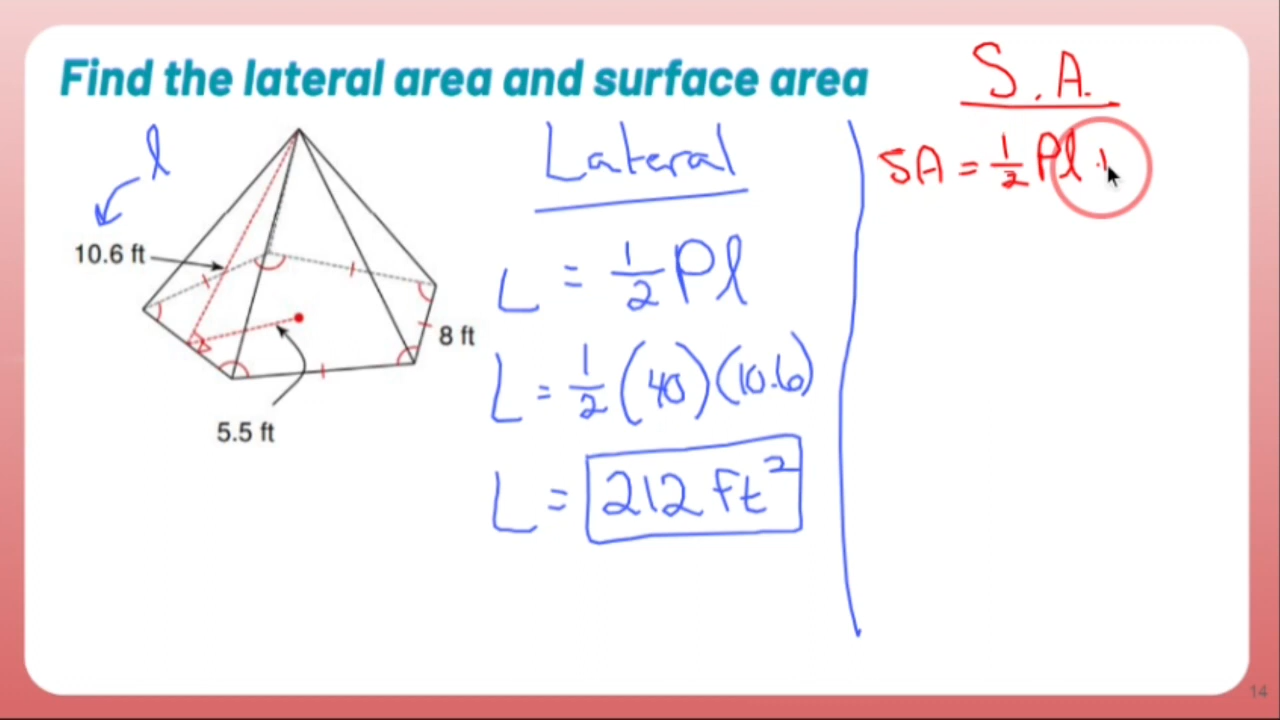 Find the lateral area and surface area
l
10.6 ft
8 ft
5.5 ft
Lateral
L = 1/2 Pl
L = 1/2 (40)(10.6)
L = 212 ft²
S.A.
SA = 1/2 Pl
14